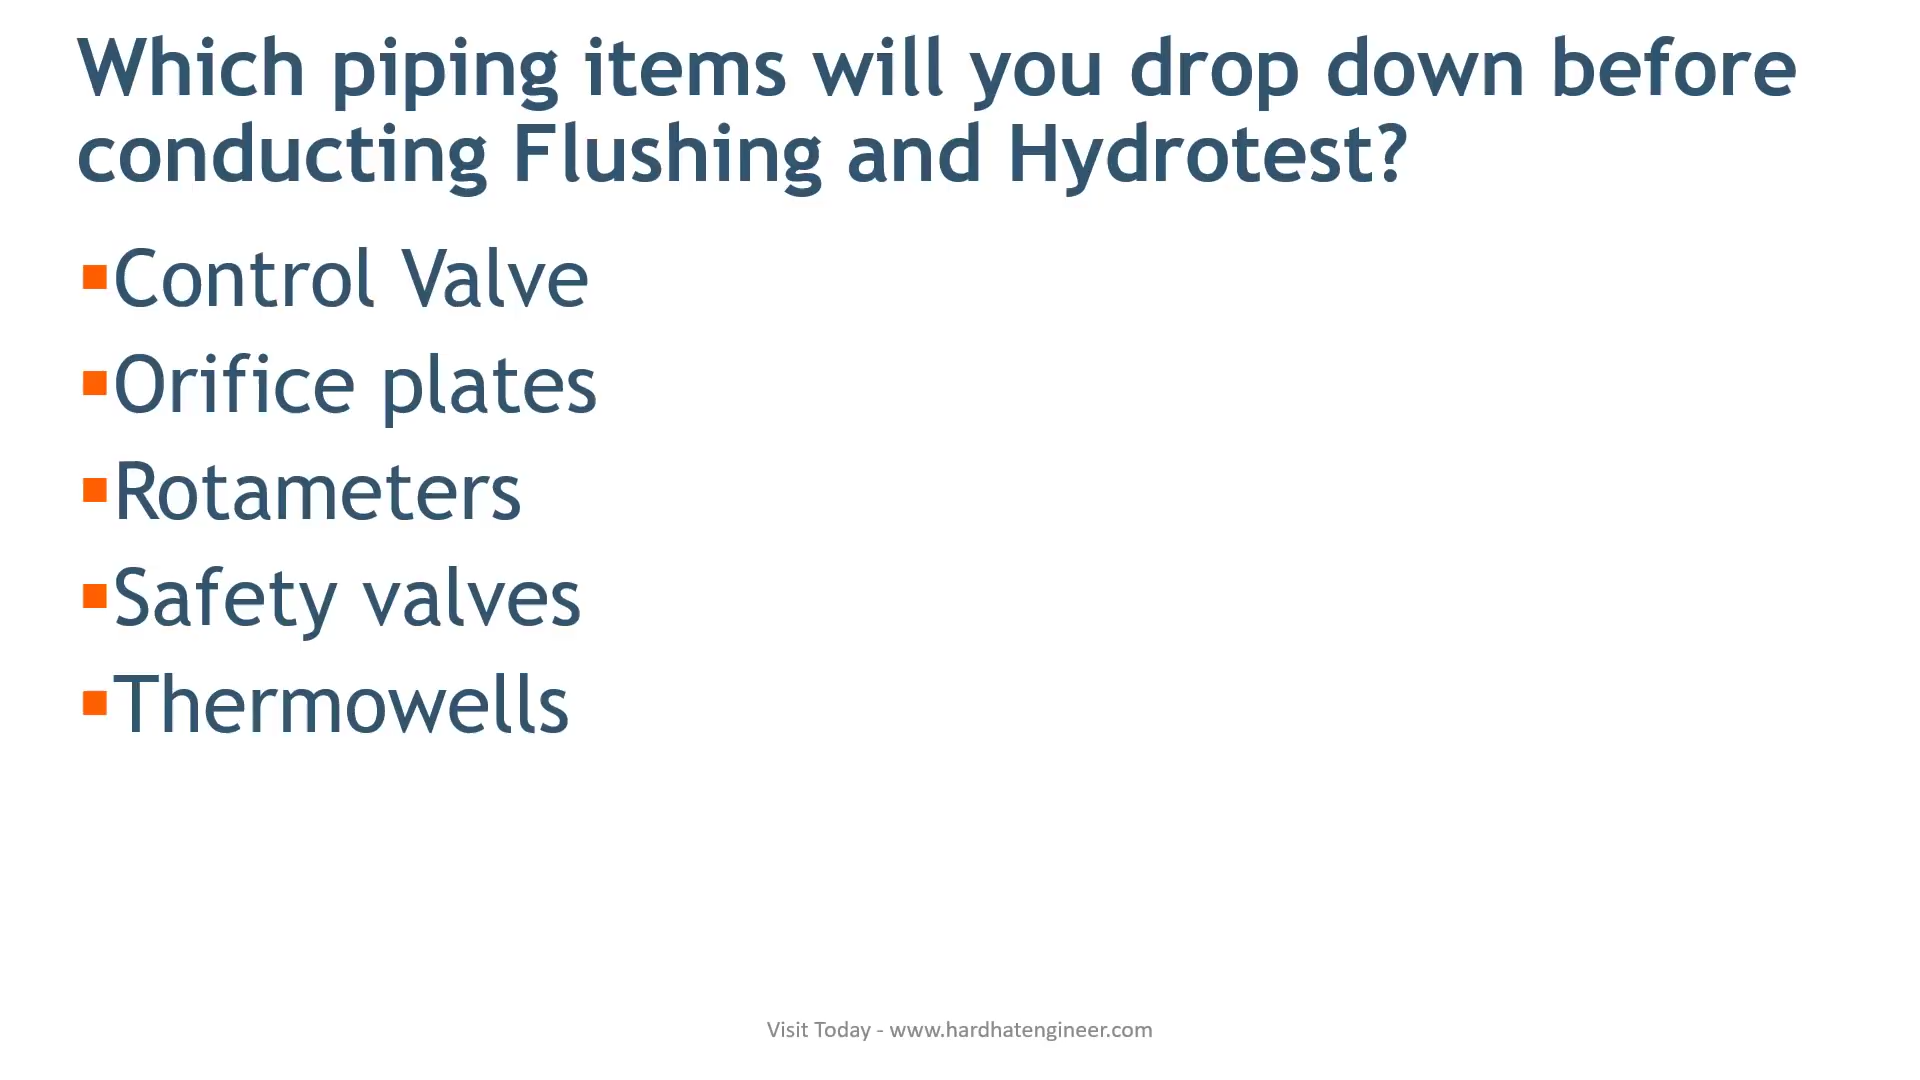 Which piping items will you drop down before
conducting Flushing and Hydrotest?
▪Control Valve
▪Orifice plates
▪Rotameters
▪Safety valves
▪Thermowells
Visit Today - www.hardhatengineer.com